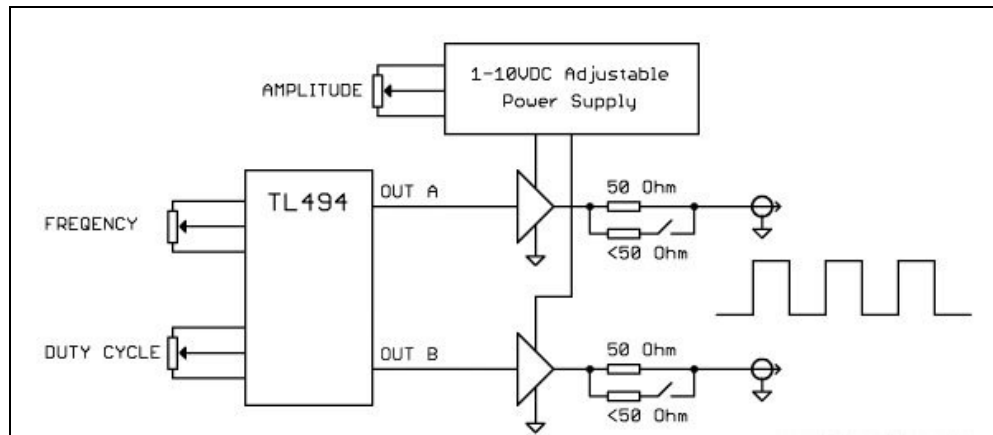 1-10VDC Adjustable
Power Supply
AMPLITUDE
TL494
OUT A
50 Ohm
<50 Ohm
FREQENCY
DUTY CYCLE
OUT B
50 Ohm
<50 Ohm